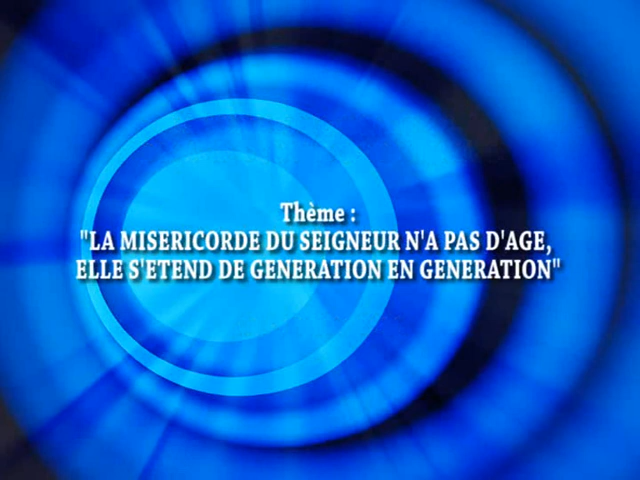 Thème :
"LA MISERICORDE DU SEIGNEUR N'A PAS D'AGE,
ELLE S'ETEND DE GENERATION EN GENERATION"